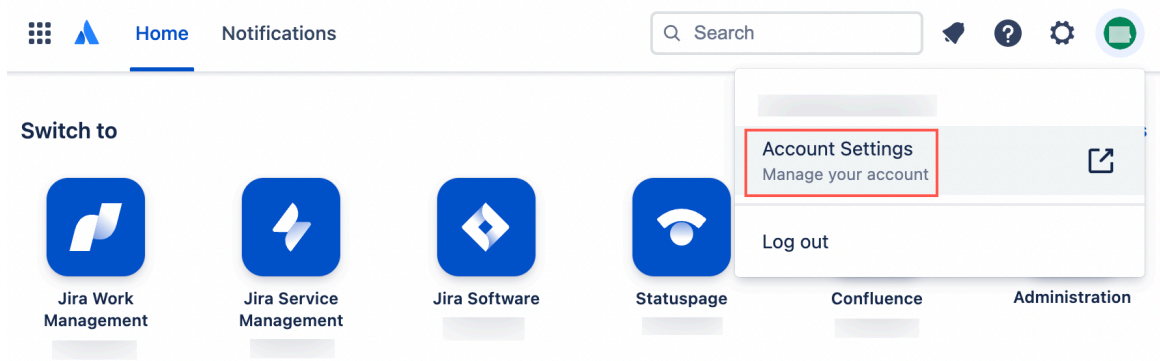 Home Notifications Search
Account Settings
Manage your account
Log out
Switch to
Jira Work
Management
Jira Service
Management
Jira Software
Statuspage
Confluence
Administration